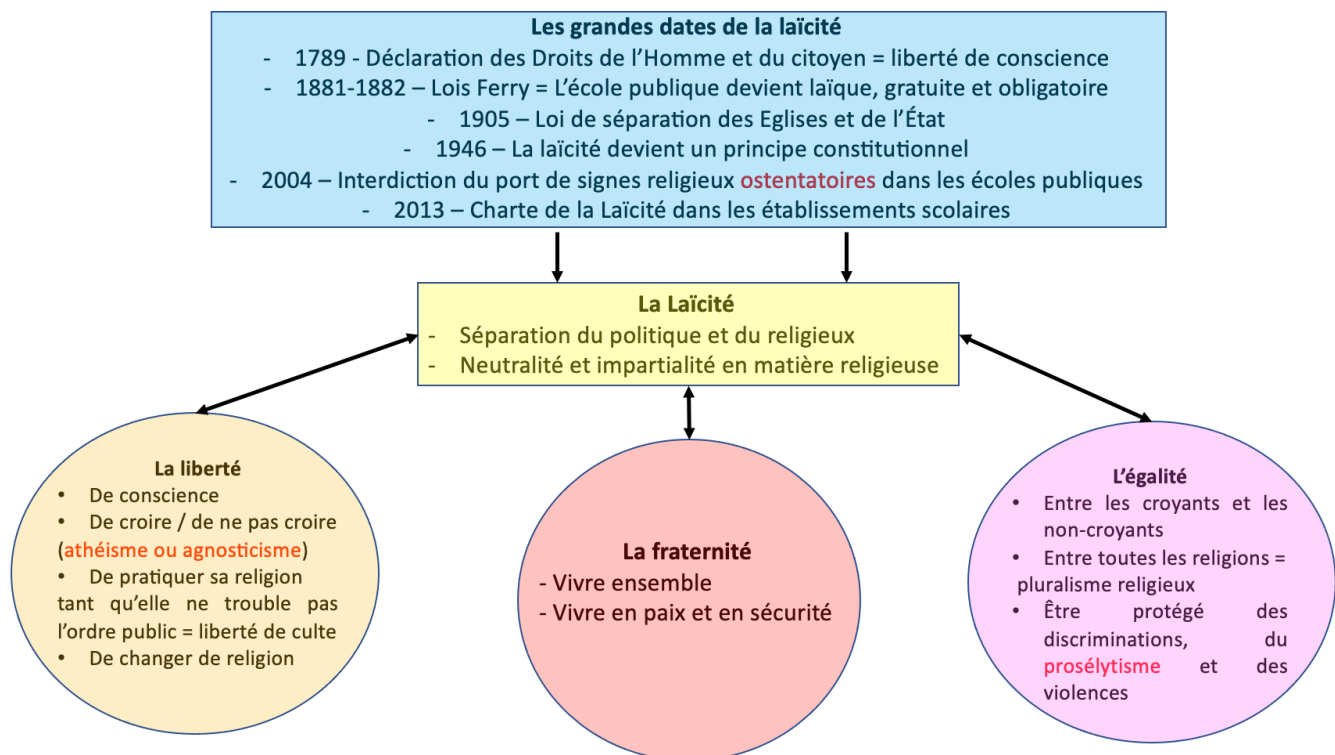 Les grandes dates de la laïcité
- 1789 - Déclaration des Droits de l’Homme et du citoyen = liberté de conscience
- 1881-1882 – Lois Ferry = L’école publique devient laïque, gratuite et obligatoire
- 1905 – Loi de séparation des Eglises et de l’État
- 1946 – La laïcité devient un principe constitutionnel
- 2004 – Interdiction du port de signes religieux ostentatoires dans les écoles publiques
- 2013 – Charte de la Laïcité dans les établissements scolaires
La Laïcité
- Séparation du politique et du religieux
- Neutralité et impartialité en matière religieuse
La liberté
• De conscience
• De croire / de ne pas croire
(athéisme ou agnosticisme)
• De pratiquer sa religion
tant qu’elle ne trouble pas
l’ordre public = liberté de culte
• De changer de religion
La fraternité
- Vivre ensemble
- Vivre en paix et en sécurité
L’égalité
• Entre les croyants et les
non-croyants
• Entre toutes les religions =
pluralisme religieux
• Être protégé des
discriminations, du
prosélytisme et des
violences